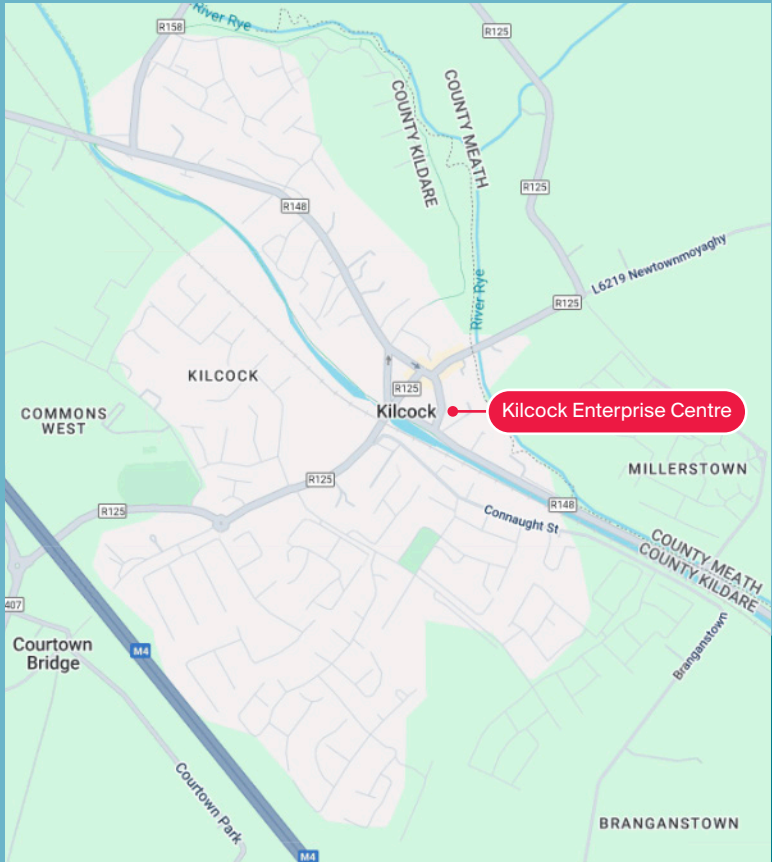 River Rye
R158
R125
COUNTY MEATH
COUNTY KILDARE
R125
R148
L6219 Newtownmoyaghy
R125
River Rye
KILCOCK
R125
Kilcock
Kilcock Enterprise Centre
COMMONS
WEST
MILLERSTOWN
R125
R148
R125
Connaught St
COUNTY MEATH
COUNTY KILDARE
407
Courtown
Bridge
M4
Branganstown
Courtown Park
BRANGANSTOWN
M4